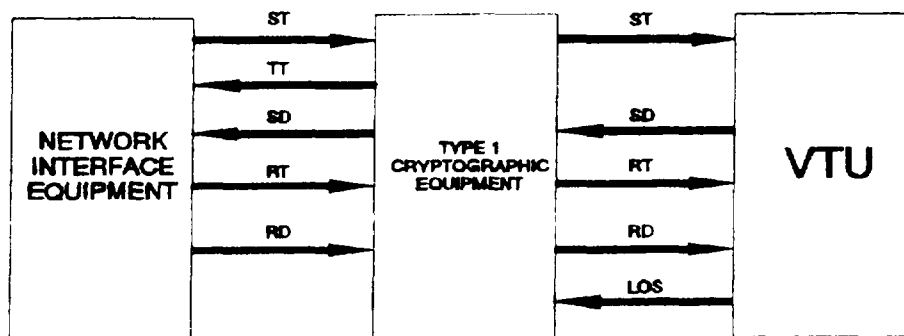 ST
TT
SD
RT
RD
NETWORK
INTERFACE
EQUIPMENT
TYPE 1
CRYPTOGRAPHIC
EQUIPMENT
ST
SD
RT
RD
LOS
VTU